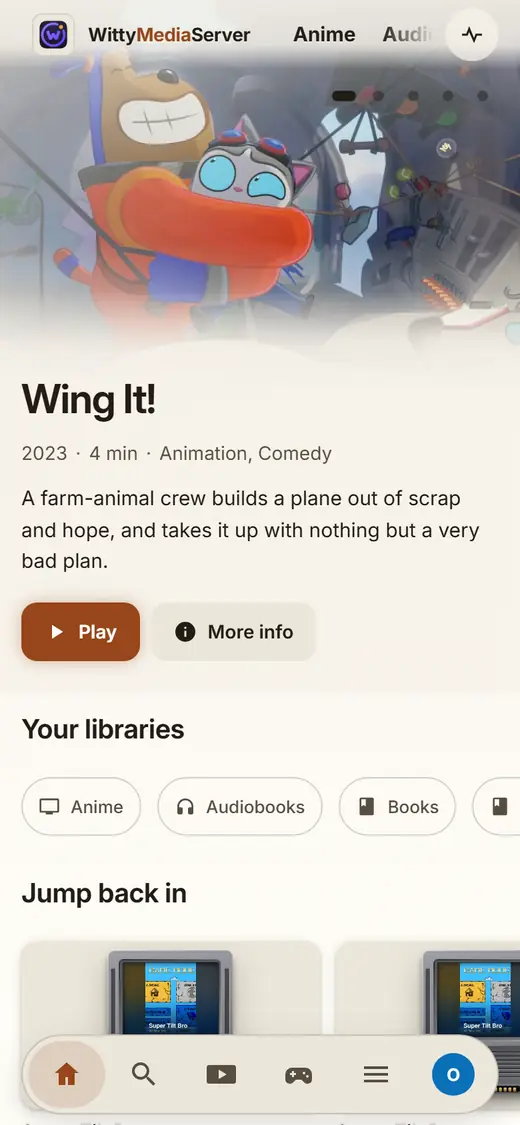 WittyMediaServer
Anime
Audi
Wing It!
2023 · 4 min · Animation, Comedy
A farm-animal crew builds a plane out of scrap
and hope, and takes it up with nothing but a very
bad plan.
Play
More info
Your libraries
Anime
Audiobooks
Books
Jump back in
Super Tilt Bro
Super Tilt Bro
O